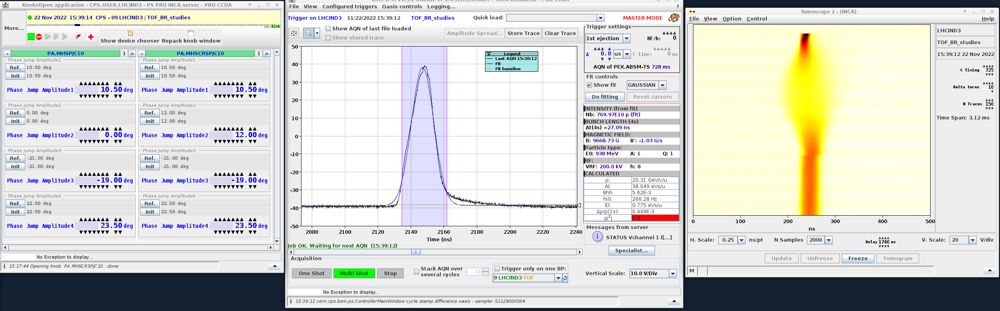 KnobsOpen application - CPS.USER.LHCIND3 - PS PRO INCA server - PRO CCDA
More...
22 Nov 2022 15:39:14 CPS - 09 LHCIND3 | TOF_BR_studies
STOP
Show device chooser Repack knob window
- PA.MHSPJC10 1 >
- PA.MHSCRSPJC10 1 >
Phase Jump Amplitude1
Ref. 10.50 deg
Init 10.50 deg
Phase Jump Amplitude1 10.50 deg
Phase Jump Amplitude1
Ref. 10.50 deg
Init 10.50 deg
Phase Jump Amplitude1 10.50 deg
Phase Jump Amplitude2
Ref. 0.00 deg
Init 0.00 deg
Phase Jump Amplitude2 0.00 deg
Phase Jump Amplitude2
Ref. 12.00 deg
Init 12.00 deg
Phase Jump Amplitude2 12.00 deg
Phase Jump Amplitude3
Ref. -21.00 deg
Init -21.00 deg
Phase Jump Amplitude3 -19.00 deg
Phase Jump Amplitude3
Ref. -21.00 deg
Init -21.00 deg
Phase Jump Amplitude3 -19.00 deg
Phase Jump Amplitude4
Ref. 22.50 deg
Init 22.50 deg
Phase Jump Amplitude4 23.50 deg
Phase Jump Amplitude4
Ref. 22.50 deg
Init 22.50 deg
Phase Jump Amplitude4 23.50 deg
- No Exception to display...
15:17:44 Opening knob: PA.MHSCRSPJC10...done
File View Configured triggers Oasis controls Logging... ?
Trigger on LHCIND3 11/22/2022 15:39:12 TOF_BR_studies Quick load: MASTER MODE Oasis
Show AQN of last file loaded
Show stored trace
Amplitude Spread... Store Trace Clear Trace
50
40
30
20
10
0
-10
-20
-30
-40
-50
Legend
Last AQN 15:39:12
Fit
Fit baseline
2080 2100 2120 2140 2160 2180 2200 2220 2240
Time (ns)
Job OK. Waiting for next AQN (15:39:12)
Trigger settings
1st ejection RF/h: 0
Δ 0.0 us C time: 0 ms
AQN of PEX.ABSM-TS 728 ms
Fit controls
Show fit GAUSSIAN
Do fitting Reset cursors
INTENSITY (from fit)
Nb: 769.97E10 p (fit)
BUNCH LENGTH (4s)
Δt(4s) =27.09 ns
MAGNETIC FIELD:
B: 9668.73 G B': -1.03 G/s
Particle type:
E0: 938 MeV A: 1 Q: 1
RF:
VRF: 200.0 kV h: 8
CALCULATED
ρ: 20.31 GeV/c/u
Al: 38.049 eVs/u
Bhh 5.62E-3
fs0: 266.28 Hz
El: 0.775 eVs/u
Δρ/ρ(1s): 0.449E-3
|X²| 1.0
Messages from server
STATUS Vchannel 1 i[...]
Specialist...
Acquisition
One Shot Multi Shot Stop
Stack AQN over several cycles 10
Trigger only on one BP:
9 LHCIND3 TOF
Vertical Scale: 10.0 V/Div
- No Exception to display...
15:39:12 cern.cps.bsm.ps.ControllerMainWindow cycle stamp difference oasis - sampler 51129000504
Tomoscope 2 - (INCA)
File View Option Control Help
0 100 200 300 400 500
ns
LHCIND3
TOF_BR_studies
15:39:12 22 Nov 2022
C Timing 725
Delta turns 10
N Traces 150
Time Span: 3.12 ms
H. Scale: 0.25 ns/pt N Samples 2000 Delay 1740 ns V. Scale: 20 V/div
Update Unfreeze Freeze Tomogram
M